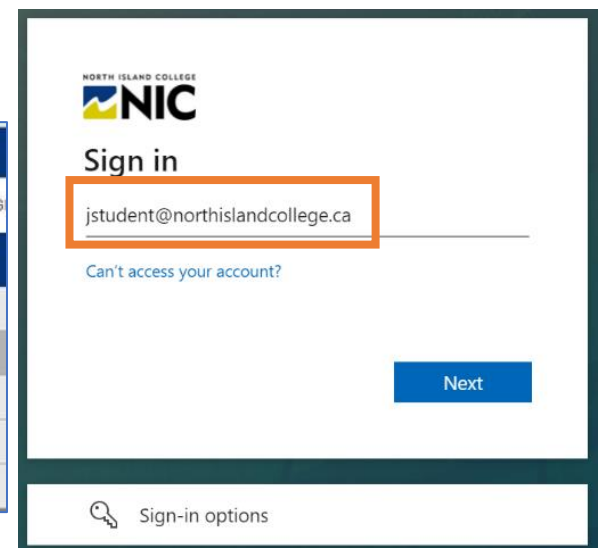 NORTH ISLAND COLLEGE
NIC
Sign in
jstudent@northislandcollege.ca
Can't access your account?
Next
Sign-in options